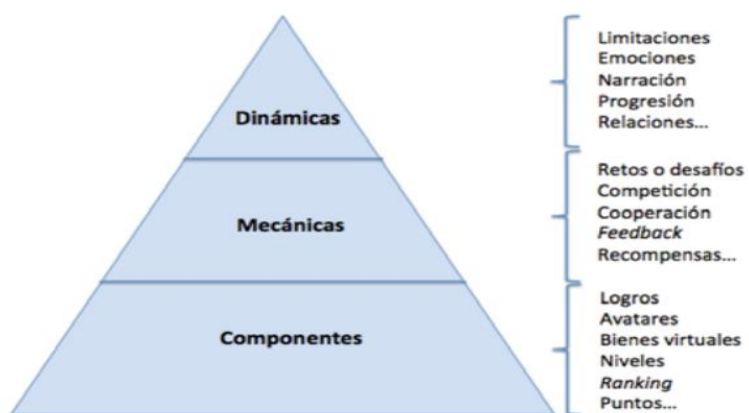 Dinámicas
Limitaciones
Emociones
Narración
Progresión
Relaciones...
Mecánicas
Retos o desafíos
Competición
Cooperación
Feedback
Recompensas...
Componentes
Logros
Avatares
Bienes virtuales
Niveles
Ranking
Puntos...